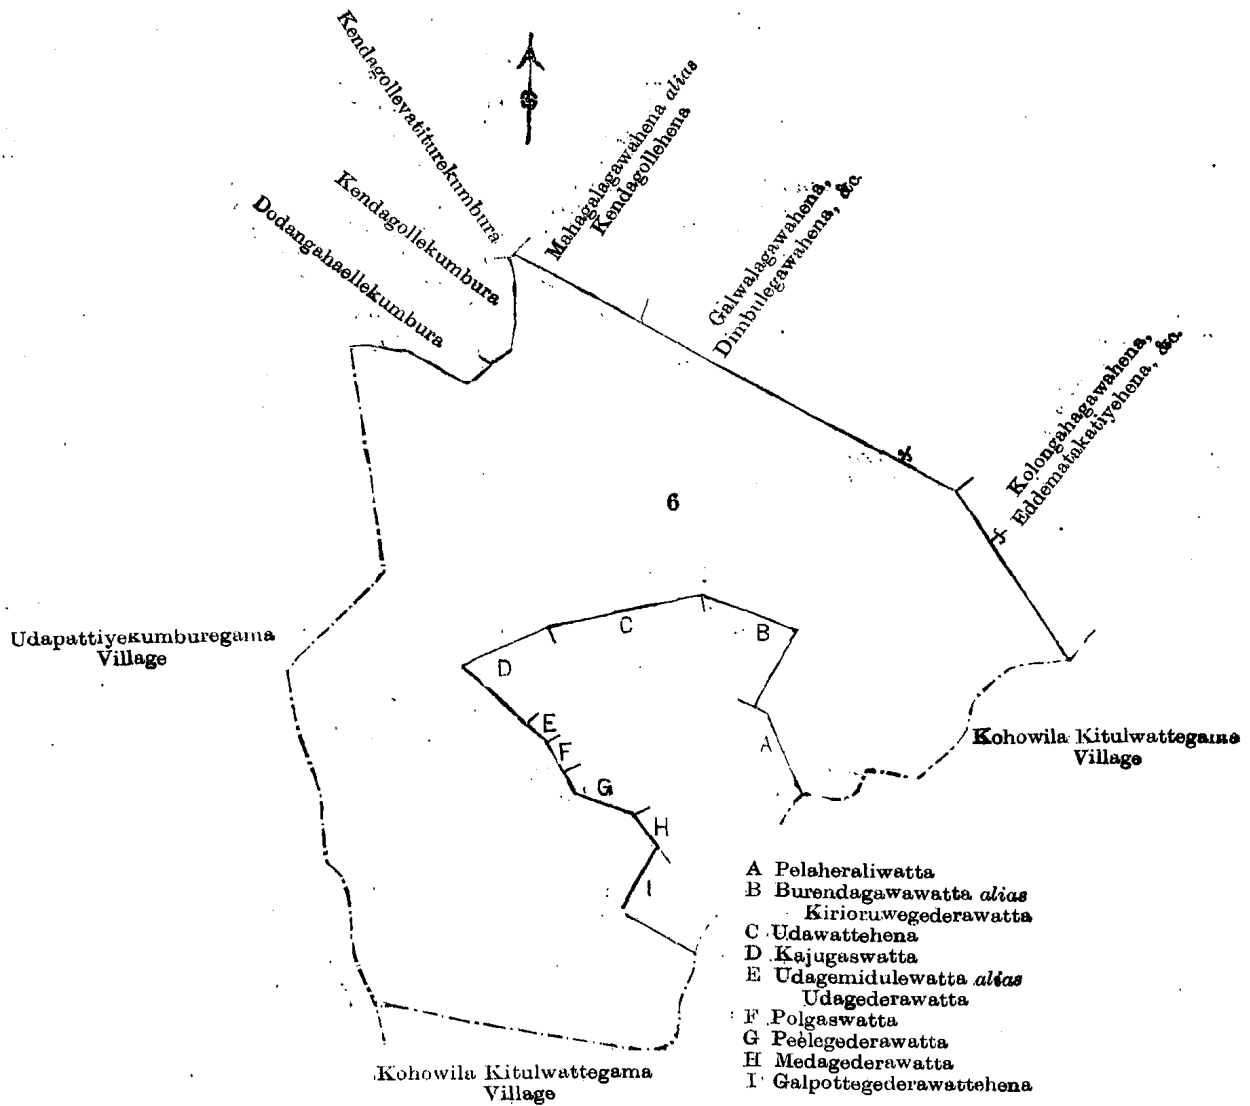 Kendagollevatiturekumbura
Kendagollekumbura
Dodangahaellekumbura
Mahagalagawahena alias
Kendagollehena
Galwalagawahena,
Dimbulegawahena, &c.
Kolongahagawahena,
Eddematakatiyehena, &c.
6
Udapattiyekumburegama
Village
C
B
D
E
F
A
G
H
I
Kohowila Kitulwattegama
Village
A Pelaheraliwatta
B Burendagawawatta alias
Kirioruwegederawatta
C Udawattehena
D Kajugaswatta
E Udagemidulewatta alias
Udagederawatta
F Polgaswatta
G Peelegederawatta
H Medagederawatta
I Galpottegederawattehena
Kohowila Kitulwattegama
Village